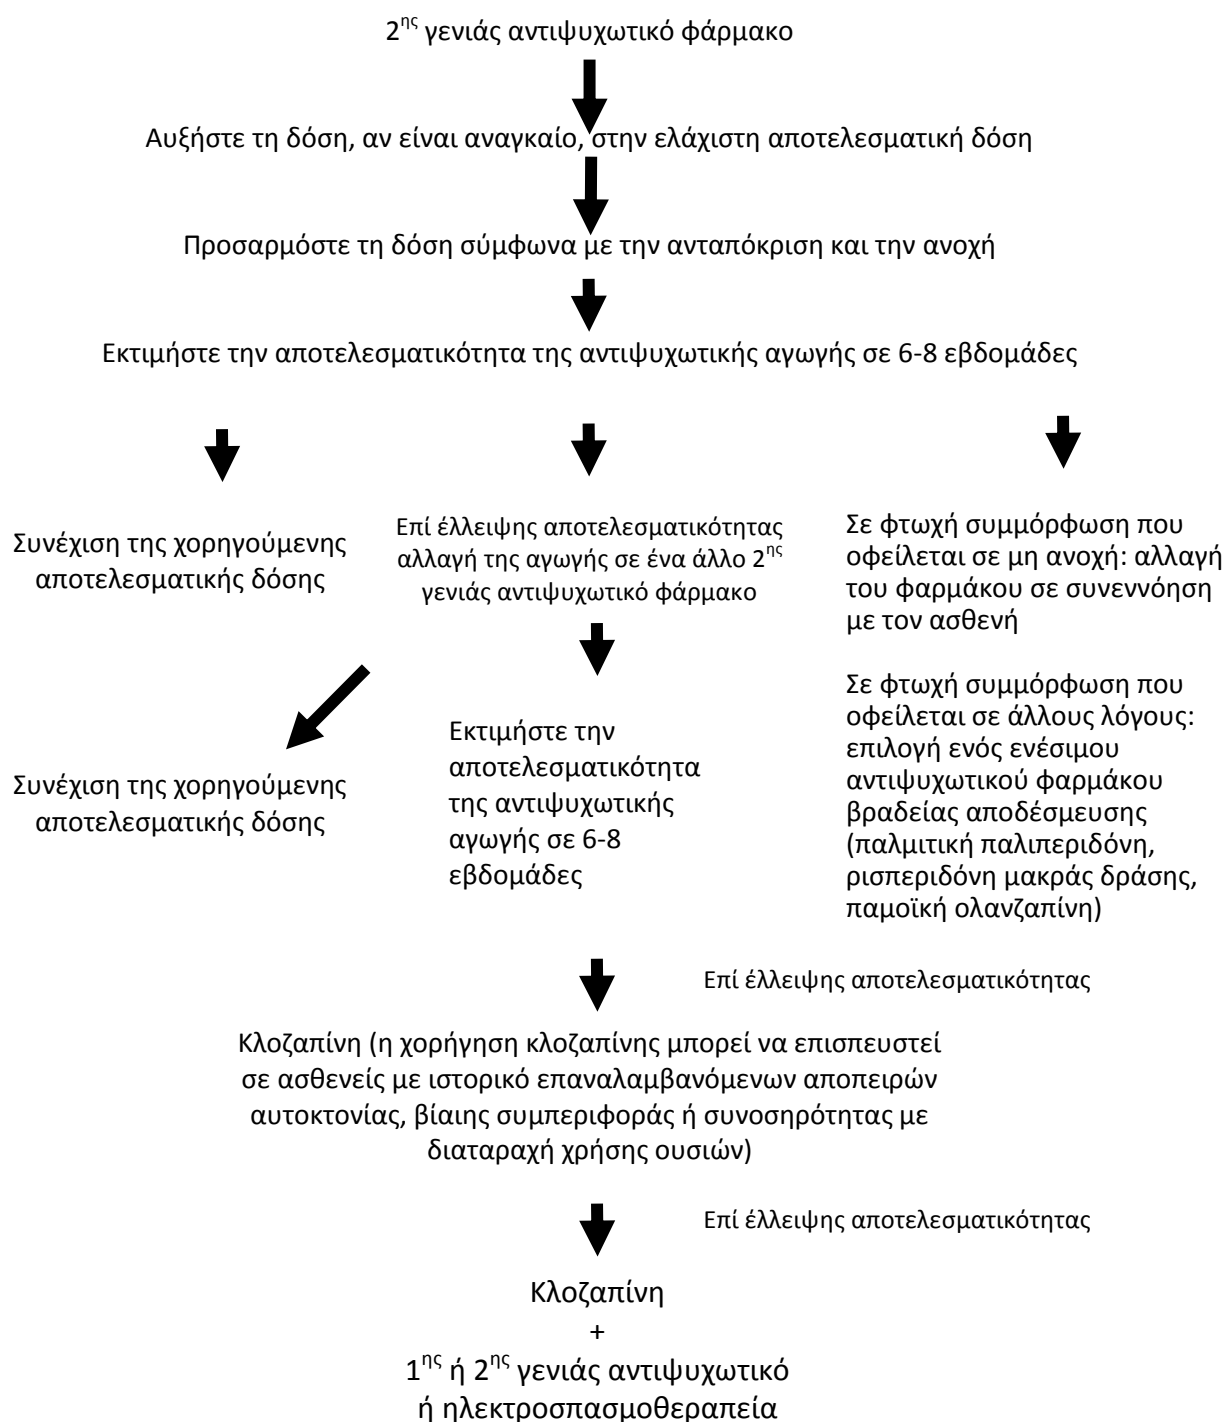 2ης γενιάς αντιψυχωτικό φάρμακο
Αυξήστε τη δόση, αν είναι αναγκαίο, στην ελάχιστη αποτελεσματική δόση
Προσαρμόστε τη δόση σύμφωνα με την ανταπόκριση και την ανοχή
Εκτιμήστε την αποτελεσματικότητα της αντιψυχωτικής αγωγής σε 6-8 εβδομάδες
Συνέχιση της χορηγούμενης
αποτελεσματικής δόσης
Επί έλλειψης αποτελεσματικότητας
αλλαγή της αγωγής σε ένα άλλο 2ης
γενιάς αντιψυχωτικό φάρμακο
Σε φτωχή συμμόρφωση που
οφείλεται σε μη ανοχή: αλλαγή
του φαρμάκου σε συνεννόηση
με τον ασθενή
Σε φτωχή συμμόρφωση που
οφείλεται σε άλλους λόγους:
επιλογή ενός ενέσιμου
αντιψυχωτικού φαρμάκου
βραδείας αποδέσμευσης
(παλμιτική παλιπεριδόνη,
ρισπεριδόνη μακράς δράσης,
παμοϊκή ολανζαπίνη)
Συνέχιση της χορηγούμενης
αποτελεσματικής δόσης
Εκτιμήστε την
αποτελεσματικότητα
της αντιψυχωτικής
αγωγής σε 6-8
εβδομάδες
Επί έλλειψης αποτελεσματικότητας
Κλοζαπίνη (η χορήγηση κλοζαπίνης μπορεί να επισπευστεί
σε ασθενείς με ιστορικό επαναλαμβανόμενων αποπειρών
αυτοκτονίας, βίαιης συμπεριφοράς ή συνοσηρότητας με
διαταραχή χρήσης ουσιών)
Επί έλλειψης αποτελεσματικότητας
Κλοζαπίνη
+
1ης ή 2ης γενιάς αντιψυχωτικό
ή ηλεκτροσπασμοθεραπεία